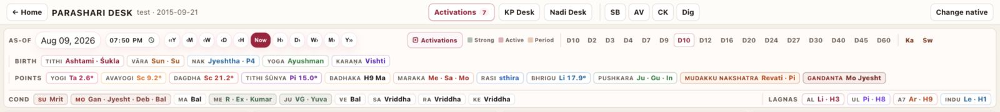 ← Home PARASHARI DESK test · 2015-09-21 Activations 7 KP Desk Nadi Desk SB AV CK Dig Change native
AS-OF Aug 09, 2026 07:50 PM ‹‹Y ‹M ‹W ‹D ‹H Now H› D› W› M› Y›› Activations Strong Active Period D10 D2 D3 D4 D7 D9 D10 D12 D16 D20 D24 D27 D30 D40 D45 D60 Ka Sw
BIRTH TITHI Ashtami · Śukla VĀRA Sun · Su NAK Jyeshtha · P4 YOGA Ayushman KARAṆA Vishti
POINTS YOGI Ta 2.6° AVAYOGI Sc 9.2° DAGDHA Sc 21.2° TITHI ŚŪNYA Pi 15.0° BADHAKA H9 Ma MARAKA Me · Sa · Mo RASI sthira BHRIGU Li 17.9° PUSHKARA Ju · Gu · In MUDAKKU NAKSHATRA Revati · Pi GANDANTA Mo Jyesht
COND SU Mrit MO Gan · Jyesht · Deb · Bal MA Bal ME R · Ex · Kumar JU VG · Yuva VE Bal SA Vriddha RA Vriddha KE Vriddha LAGNAS AL Li · H3 UL Pi · H8 A7 Ar · H9 INDU Le · H1